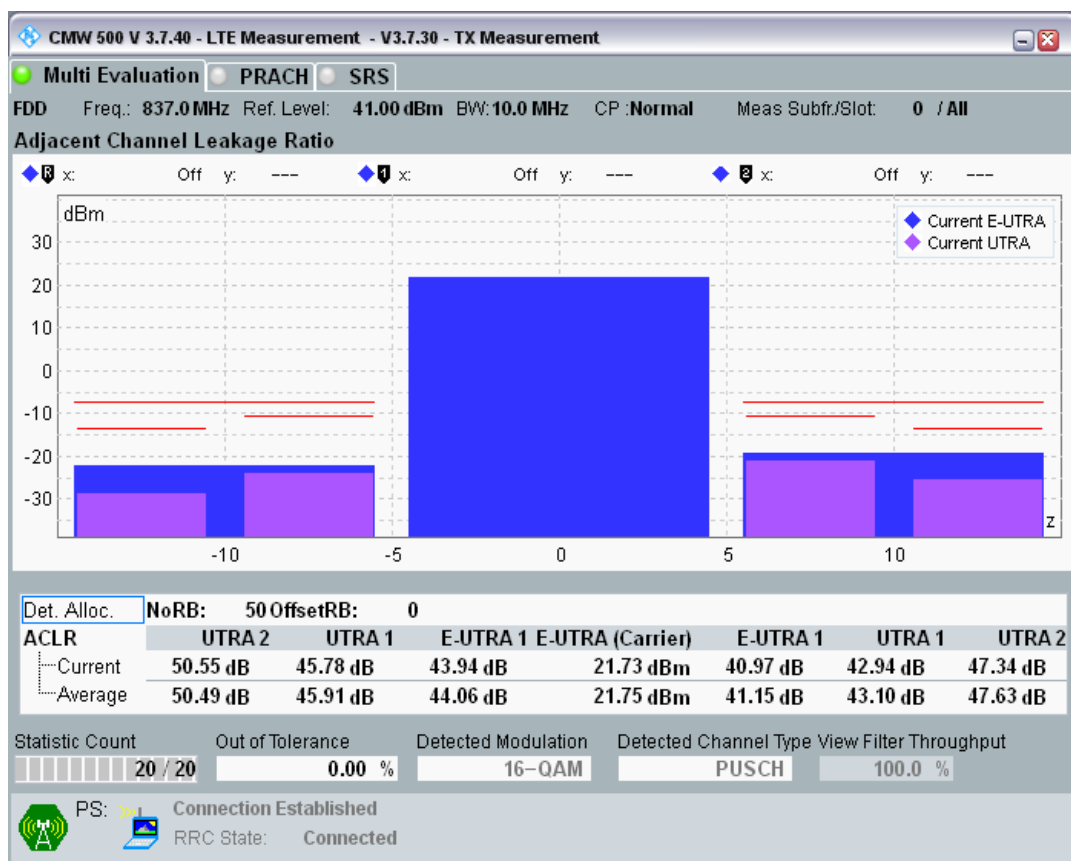 CMW 500 V 3.7.40 - LTE Measurement - V3.7.30 - TX Measurement
Multi Evaluation PRACH SRS
FDD Freq.: 837.0 MHz Ref. Level: 41.00 dBm BW: 10.0 MHz CP :Normal Meas Subfr./Slot: 0 / All
Adjacent Channel Leakage Ratio
R x: Off y: --- 1 x: Off y: --- 2 x: Off y: ---
dBm
Current E-UTRA
Current UTRA
30
20
10
0
-10
-20
-30
z
-10 -5 0 5 10
Det. Alloc. NoRB: 50 OffsetRB: 0
ACLR UTRA 2 UTRA 1 E-UTRA 1 E-UTRA (Carrier) E-UTRA 1 UTRA 1 UTRA 2
Current 50.55 dB 45.78 dB 43.94 dB 21.73 dBm 40.97 dB 42.94 dB 47.34 dB
Average 50.49 dB 45.91 dB 44.06 dB 21.75 dBm 41.15 dB 43.10 dB 47.63 dB
Statistic Count Out of Tolerance Detected Modulation Detected Channel Type View Filter Throughput
20 / 20 0.00 % 16-QAM PUSCH 100.0 %
PS: Connection Established
RRC State: Connected